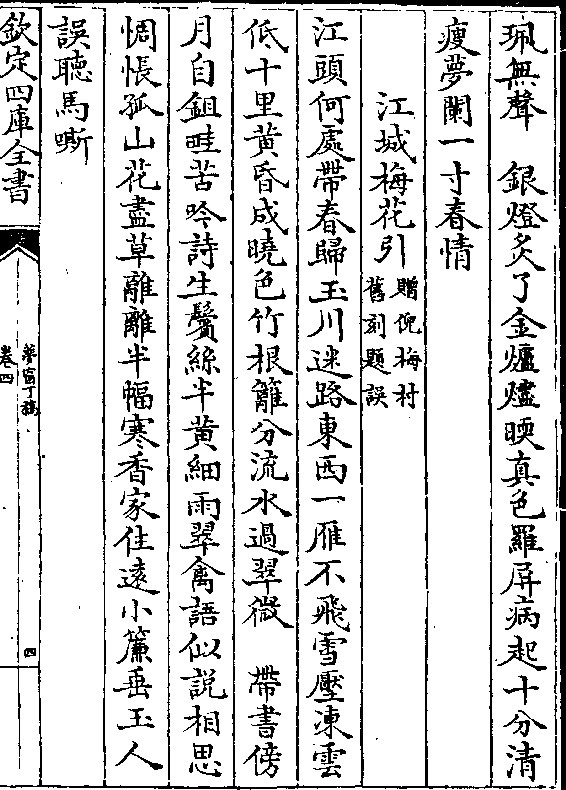 珮無聲　銀燈炙了金爐燼暎真色羅屏病起十分清
瘦夢闌一寸春情
江城梅花引
贈倪梅村
舊刻題誤
江頭何處帶春歸玉川迷路東西一雁不飛雪壓凍雲
低十里黄昏成曉色竹根籬分流水過翠微　帶書傍
月自鉏畦苦吟詩生鬢絲半黄細雨翠禽語似說相思
惆悵孤山花盡草離離半幅寒香家住遠小簾垂玉人
誤聽馬嘶
欽定四庫全書
夢窗丁稿
卷四
四